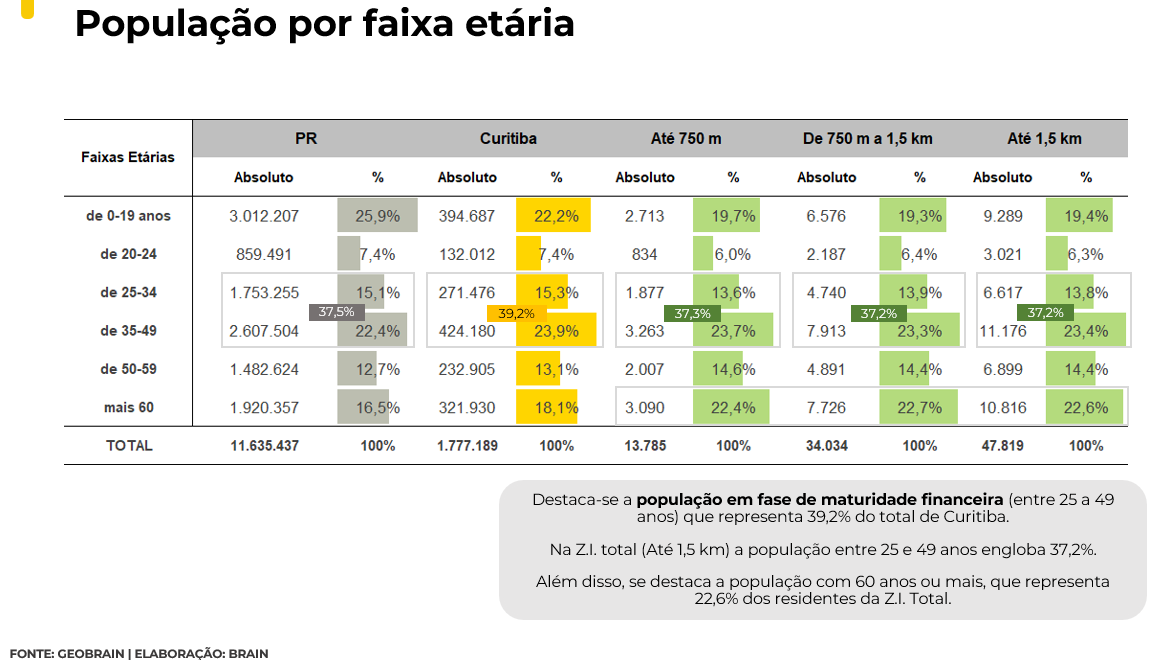 População por faixa etária
Faixas Etárias PR Curitiba Até 750 m De 750 m a 1,5 km Até 1,5 km
Absoluto % Absoluto % Absoluto % Absoluto % Absoluto %
de 0-19 anos 3.012.207 25,9% 394.687 22,2% 2.713 19,7% 6.576 19,3% 9.289 19,4%
de 20-24 859.491 7,4% 132.012 7,4% 834 6,0% 2.187 6,4% 3.021 6,3%
de 25-34 1.753.255 15,1% 271.476 15,3% 1.877 13,6% 4.740 13,9% 6.617 13,8%
37,5% 39,2% 37,3% 37,2% 37,2%
de 35-49 2.607.504 22,4% 424.180 23,9% 3.263 23,7% 7.913 23,3% 11.176 23,4%
de 50-59 1.482.624 12,7% 232.905 13,1% 2.007 14,6% 4.891 14,4% 6.899 14,4%
mais 60 1.920.357 16,5% 321.930 18,1% 3.090 22,4% 7.726 22,7% 10.816 22,6%
TOTAL 11.635.437 100% 1.777.189 100% 13.785 100% 34.034 100% 47.819 100%
Destaca-se a população em fase de maturidade financeira (entre 25 a 49
anos) que representa 39,2% do total de Curitiba.
Na Z.I. total (Até 1,5 km) a população entre 25 e 49 anos engloba 37,2%.
Além disso, se destaca a população com 60 anos ou mais, que representa
22,6% dos residentes da Z.I. Total.
FONTE: GEOBRAIN | ELABORAÇÃO: BRAIN